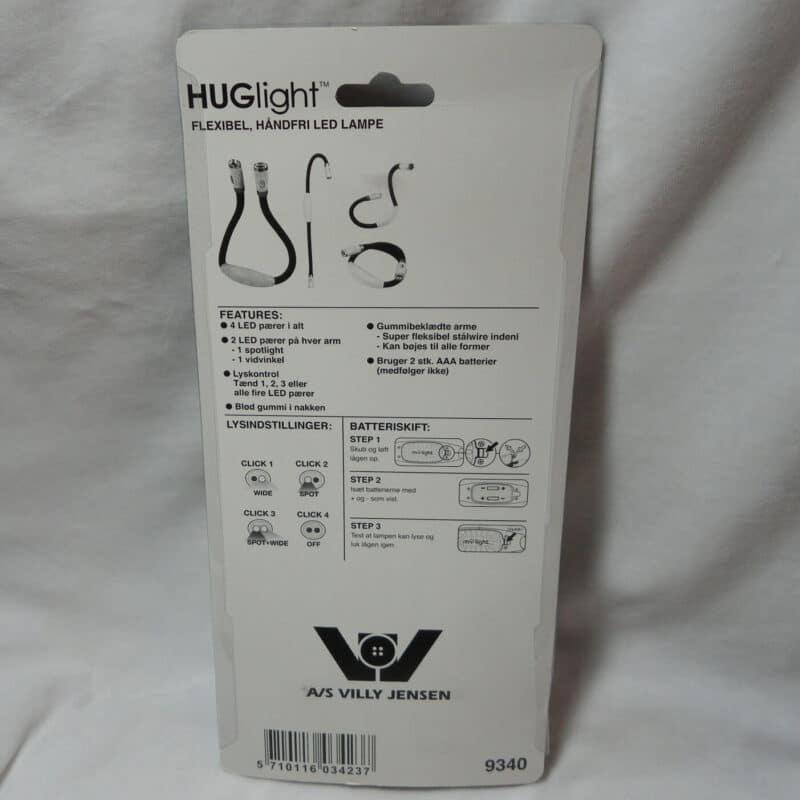 HUGlight™
FLEXIBEL, HÅNDFRI LED LAMPE
FEATURES:
● 4 LED pærer i alt
● 2 LED pærer på hver arm
- 1 spotlight
- 1 vidvinkel
● Lyskontrol
Tænd 1, 2, 3 eller
alle fire LED pærer
● Blød gummi i nakken
● Gummibeklædte arme
- Super fleksibel stålwire indeni
- Kan bøjes til alle former
● Bruger 2 stk. AAA batterier
(medfølger ikke)
LYSINDSTILLINGER:
CLICK 1
WIDE
CLICK 2
SPOT
CLICK 3
SPOT+WIDE
CLICK 4
OFF
BATTERISKIFT:
STEP 1
Skub og løft
lågen op.
STEP 2
Isæt batterierne med
+ og - som vist.
STEP 3
Test at lampen kan lyse og
luk lågen igen.
A/S VILLY JENSEN
5 710116 034237
9340